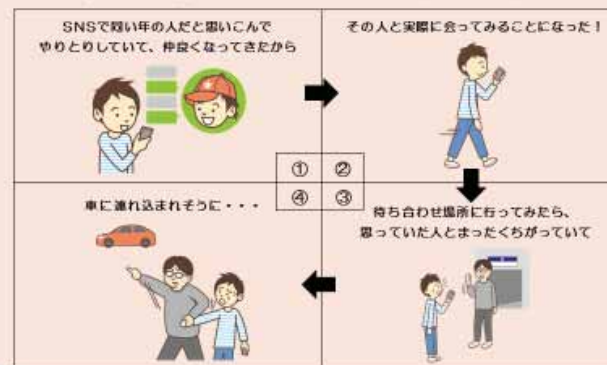 SNSで同い年の人だと思いこんで
やりとりしていて、仲良くなってきたから
その人と実際に会ってみることになった！
①
②
④
③
待ち合わせ場所に行ってみたら、
思っていた人とまったくちがっていて
車に連れ込まれそうに・・・